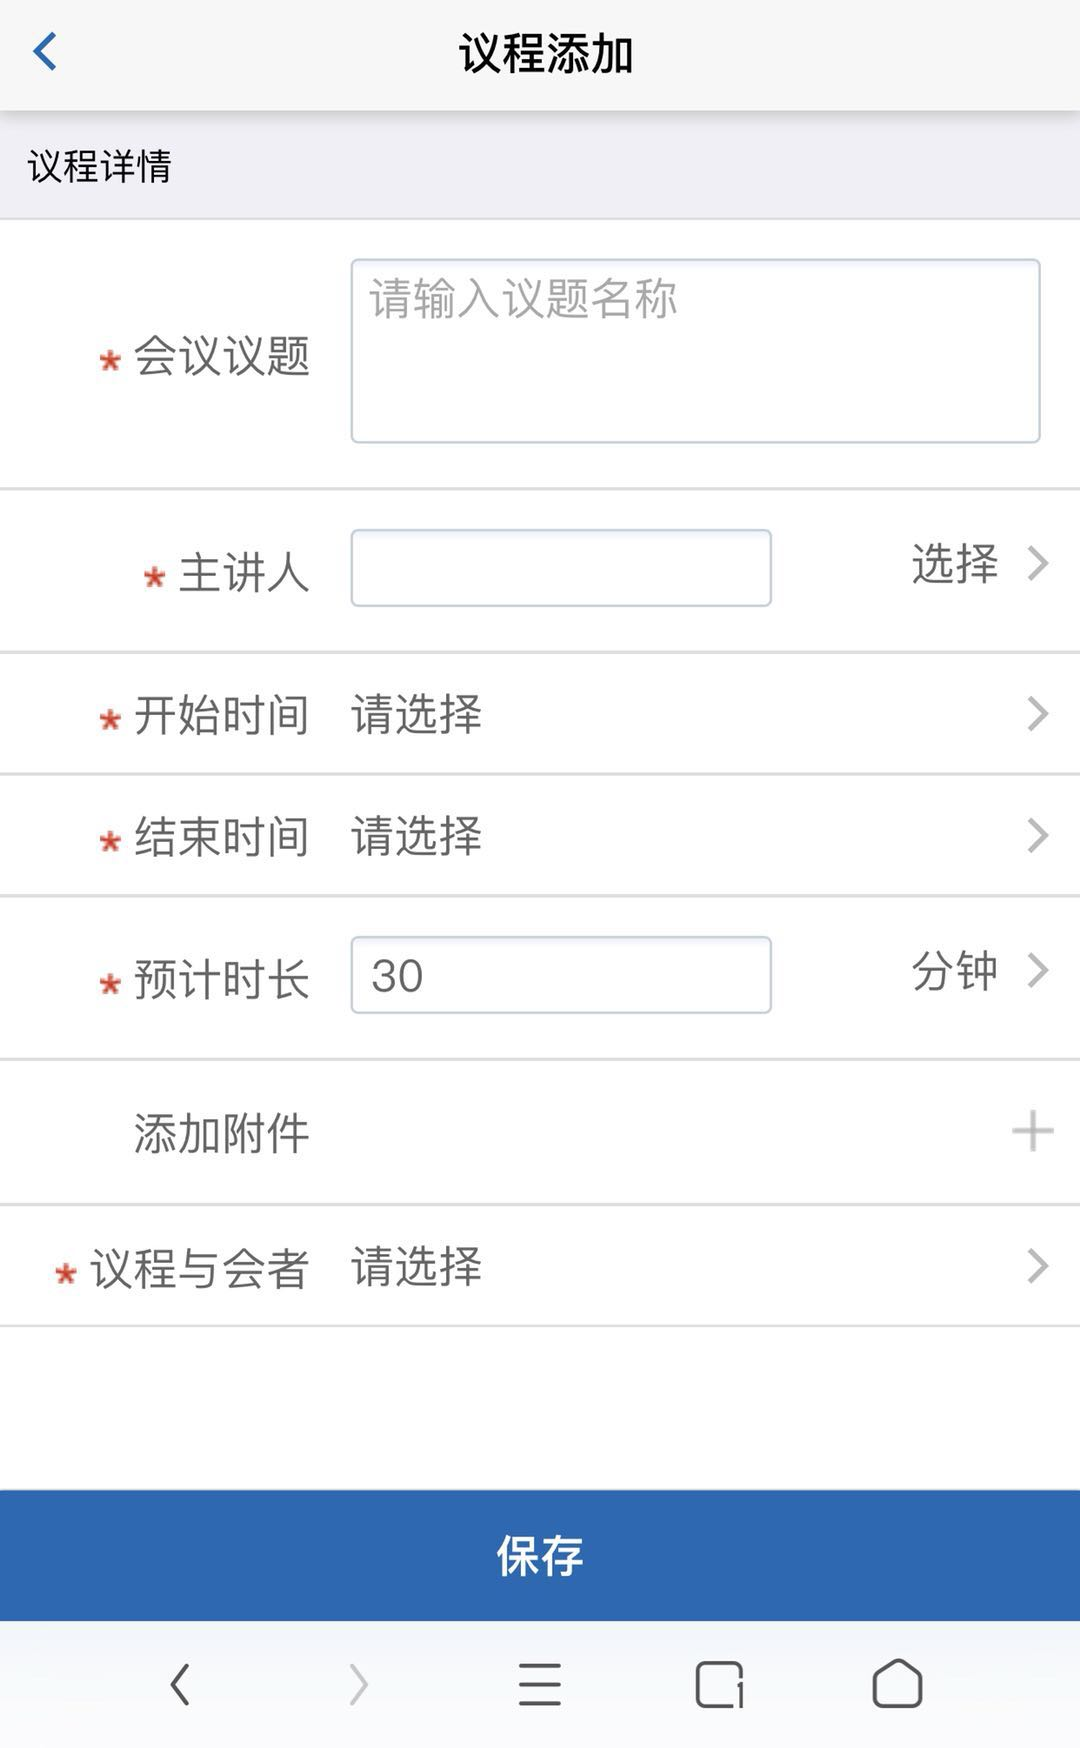 议程添加
议程详情
请输入议题名称
* 会议议题
* 主讲人 选择
* 开始时间 请选择
* 结束时间 请选择
* 预计时长 30 分钟
添加附件
* 议程与会者 请选择
保存
1